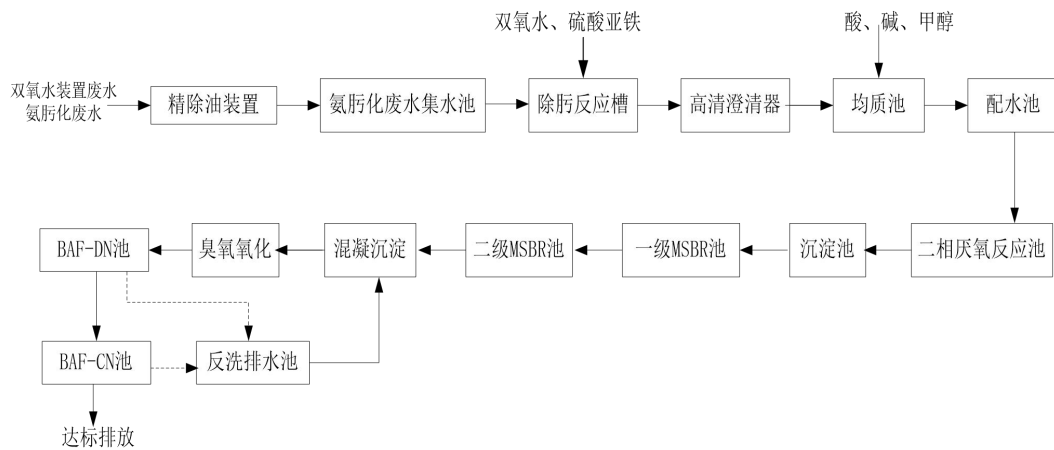 双氧水、硫酸亚铁
酸、碱、甲醇
双氧水装置废水
氨肟化废水
精除油装置
氨肟化废水集水池
除肟反应槽
高清澄清器
均质池
配水池
BAF-DN池
臭氧氧化
混凝沉淀
二级MSBR池
一级MSBR池
沉淀池
二相厌氧反应池
BAF-CN池
反洗排水池
达标排放